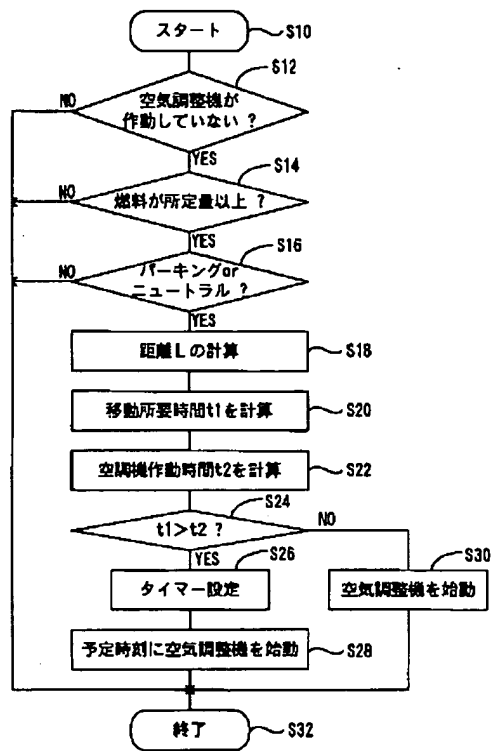 スタート
S10
S12
NO
空気調整機が
作動していない ?
YES
S14
NO
燃料が所定量以上 ?
YES
S16
NO
パーキングor
ニュートラル ?
YES
距離Lの計算
S18
移動所要時間t1を計算
S20
空調機作動時間t2を計算
S22
S24
t1>t2 ?
NO
YES
S26
タイマー設定
S30
空気調整機を始動
予定時刻に空気調整機を始動
S28
終了
S32